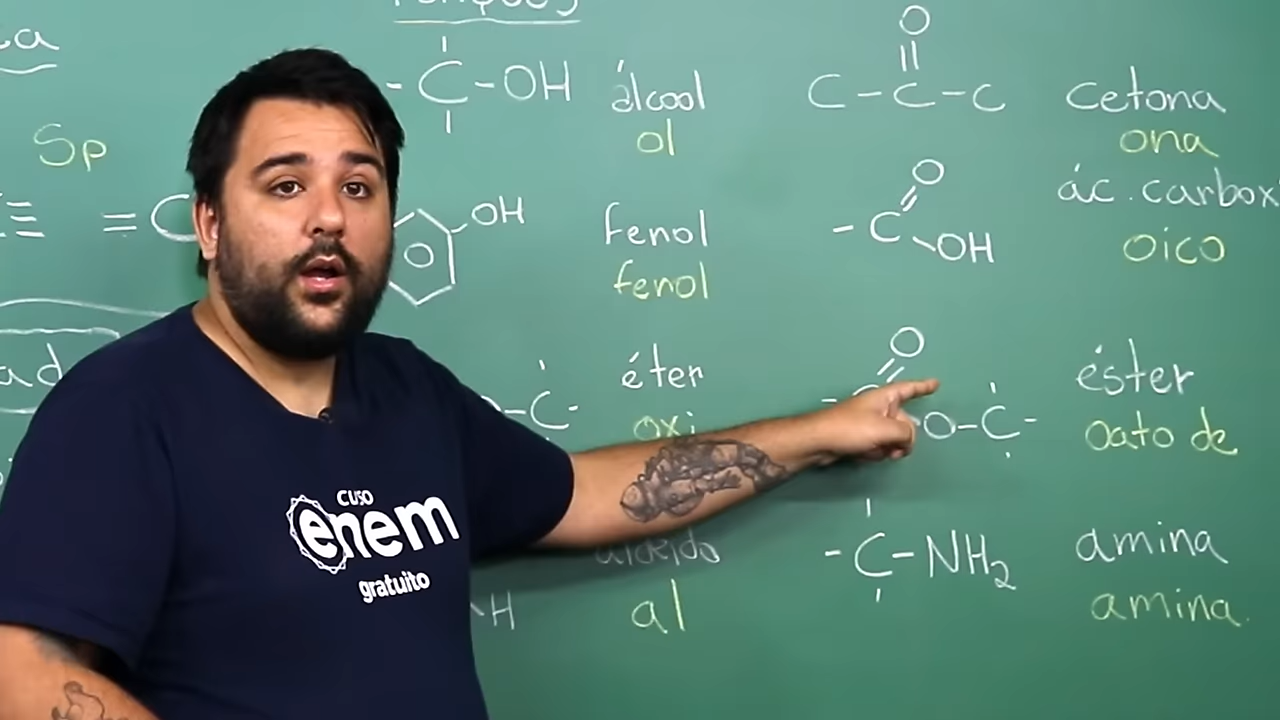 Sp
- C - OH
álcool
ol
OH
fenol
fenol
éter
oxi
- C -
aldeído
al
H
O
C - C - C
cetona
ona
O
- C
OH
ác. carbox
oico
O
O - C -
éster
oato de
- C - NH2
amina
amina.
cuso
enem
gratuito